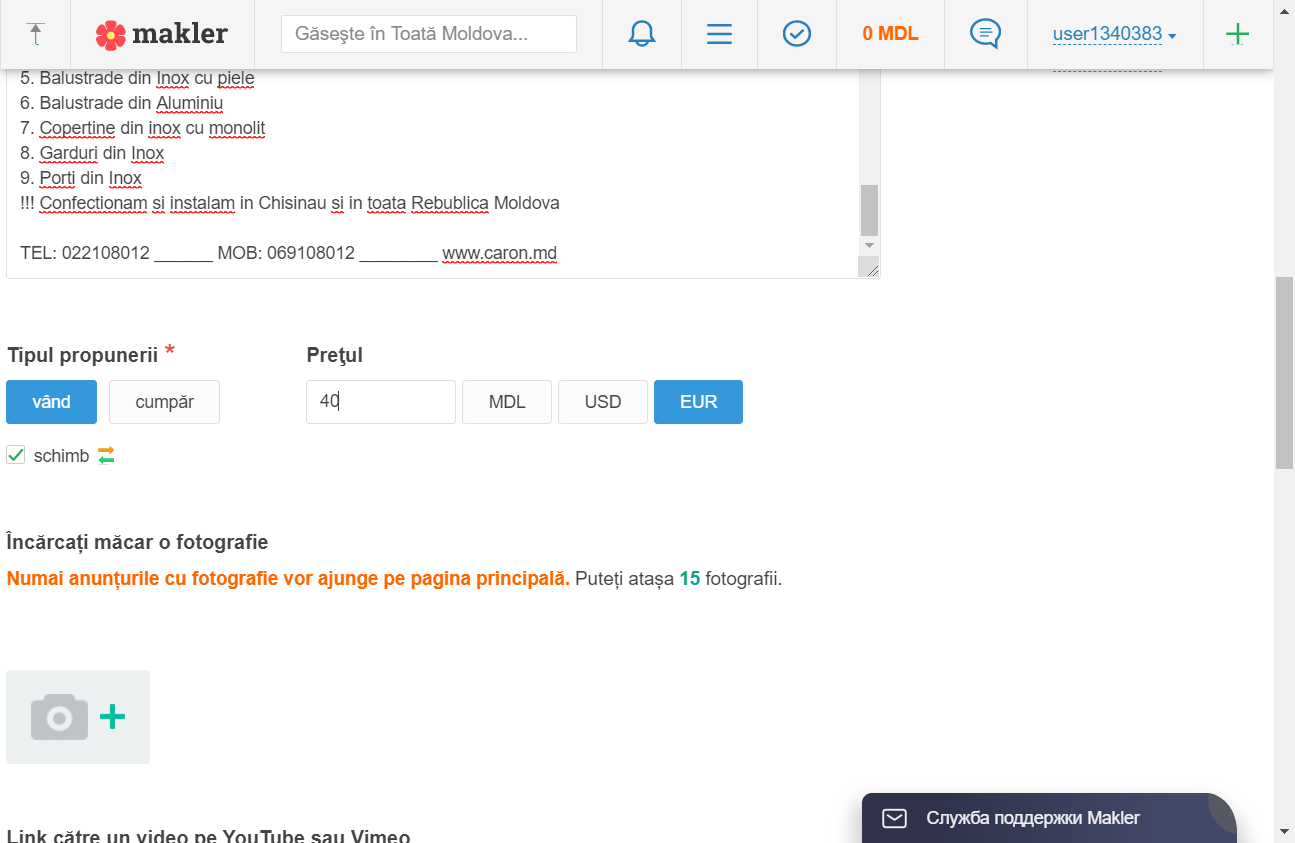 makler
Găseşte în Toată Moldova...
0 MDL
user1340383
5. Balustrade din Inox cu piele
6. Balustrade din Aluminiu
7. Copertine din inox cu monolit
8. Garduri din Inox
9. Porti din Inox
!!! Confectionam si instalam in Chisinau si in toata Rebublica Moldova
TEL: 022108012 ______ MOB: 069108012 ________ www.caron.md
Tipul propunerii *
Preţul
vând
cumpăr
40
MDL
USD
EUR
schimb
Încărcați măcar o fotografie
Numai anunțurile cu fotografie vor ajunge pe pagina principală. Puteți atașa 15 fotografii.
Служба поддержки Makler
Link către un video pe YouTube sau Vimeo